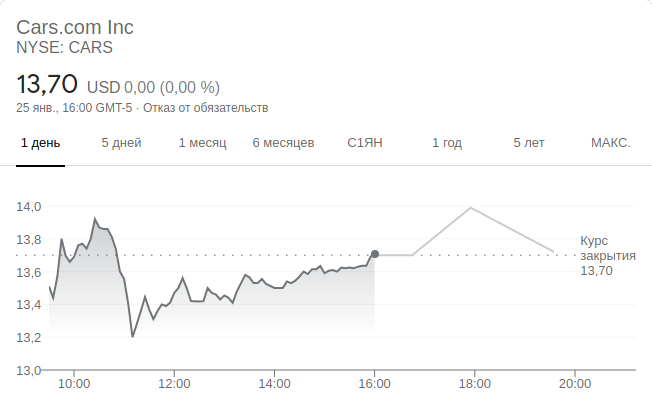 Cars.com Inc
NYSE: CARS
13,70 USD 0,00 (0,00 %)
25 янв., 16:00 GMT-5 · Отказ от обязательств
1 день 5 дней 1 месяц 6 месяцев С1ЯН 1 год 5 лет МАКС.
14,0
13,8
Курс
закрытия
13,70
13,6
13,4
13,2
13,0
10:00 12:00 14:00 16:00 18:00 20:00